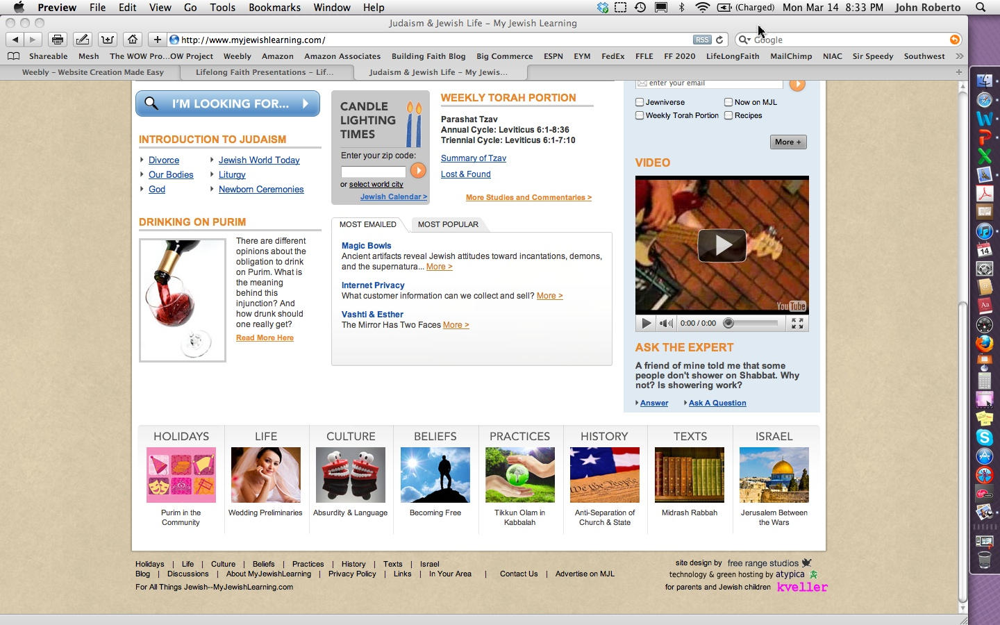 Preview File Edit View Go Tools Bookmarks Window Help (Charged) Mon Mar 14 8:33 PM John Roberto
Judaism & Jewish Life – My Jewish Learning
http://www.myjewishlearning.com/ RSS Google
Shareable Mesh The WOW Pro...OW Project Weebly Amazon Amazon Associates Building Faith Blog Big Commerce ESPN EYM FedEx FFLE FF 2020 LifeLongFaith MailChimp NIAC Sir Speedy Southwest
Weebly – Website Creation Made Easy Lifelong Faith Presentations – Lif... Judaism & Jewish Life – My Jewis...
I'M LOOKING FOR...
INTRODUCTION TO JUDAISM
Divorce Jewish World Today
Our Bodies Liturgy
God Newborn Ceremonies
DRINKING ON PURIM
There are different
opinions about the
obligation to drink
on Purim. What is
the meaning
behind this
injunction? And
how drunk should
one really get?
Read More Here
CANDLE
LIGHTING
TIMES
Enter your zip code:
or select world city
Jewish Calendar >
WEEKLY TORAH PORTION
Parashat Tzav
Annual Cycle: Leviticus 6:1-8:36
Triennial Cycle: Leviticus 6:1-7:10
Summary of Tzav
Lost & Found
More Studies and Commentaries >
MOST EMAILED MOST POPULAR
Magic Bowls
Ancient artifacts reveal Jewish attitudes toward incantations, demons,
and the supernatura... More >
Internet Privacy
What customer information can we collect and sell? More >
Vashti & Esther
The Mirror Has Two Faces More >
enter your email
Jewniverse Now on MJL
Weekly Torah Portion Recipes
More +
VIDEO
YouTube
0:00 / 0:00
ASK THE EXPERT
A friend of mine told me that some
people don't shower on Shabbat. Why
not? Is showering work?
Answer Ask A Question
HOLIDAYS LIFE CULTURE BELIEFS PRACTICES HISTORY TEXTS ISRAEL
We the People
Purim in the
Community
Wedding Preliminaries
Absurdity & Language
Becoming Free
Tikkun Olam in
Kabbalah
Anti-Separation of
Church & State
Midrash Rabbah
Jerusalem Between
the Wars
Holidays | Life | Culture | Beliefs | Practices | History | Texts | Israel
Blog | Discussions | About MyJewishLearning | Privacy Policy | Links | In Your Area | Contact Us | Advertise on MJL
For All Things Jewish--MyJewishLearning.com
site design by free range studios
technology & green hosting by atypica
for parents and Jewish children kveller
14
Aa